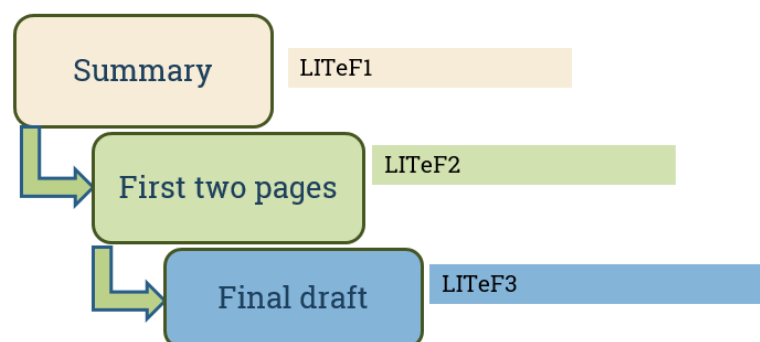 Summary
LITeF1
First two pages
LITeF2
Final draft
LITeF3